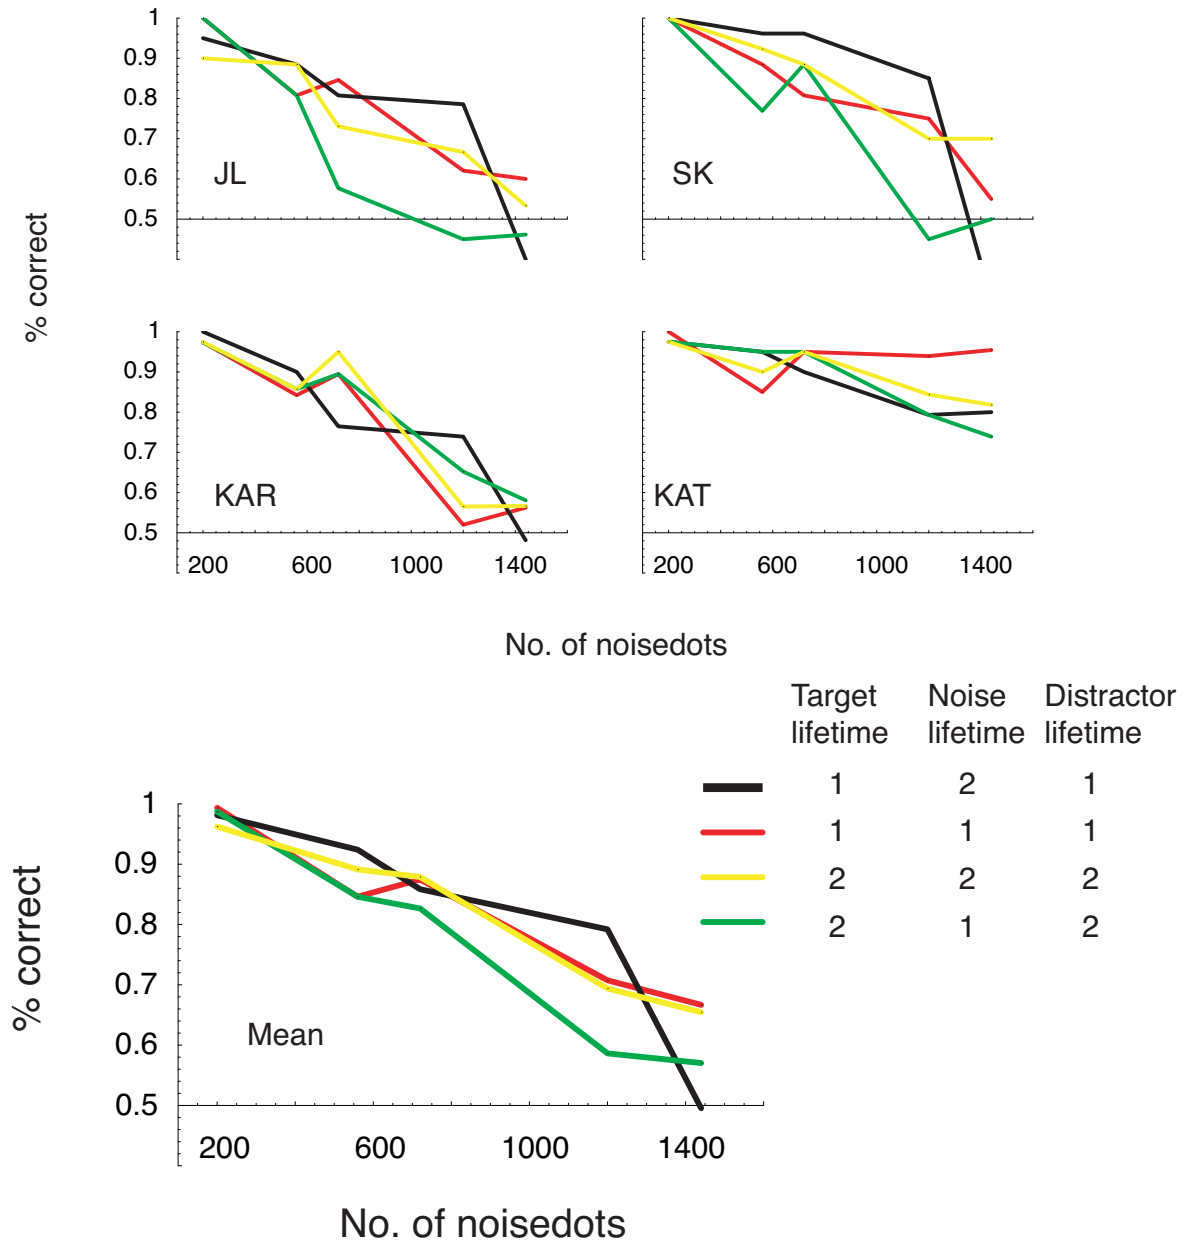 1
0.9
0.8
0.7
0.6
0.5
JL
SK
% correct
1
0.9
0.8
0.7
0.6
0.5
KAR
KAT
200 600 1000 1400
200 600 1000 1400
No. of noisedots
Target lifetime
Noise lifetime
Distractor lifetime
1 2 1
1 1 1
2 2 2
2 1 2
1
0.9
0.8
0.7
0.6
0.5
% correct
Mean
200 600 1000 1400
No. of noisedots